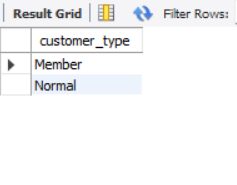 Result Grid Filter Rows:
customer_type
Member
Normal